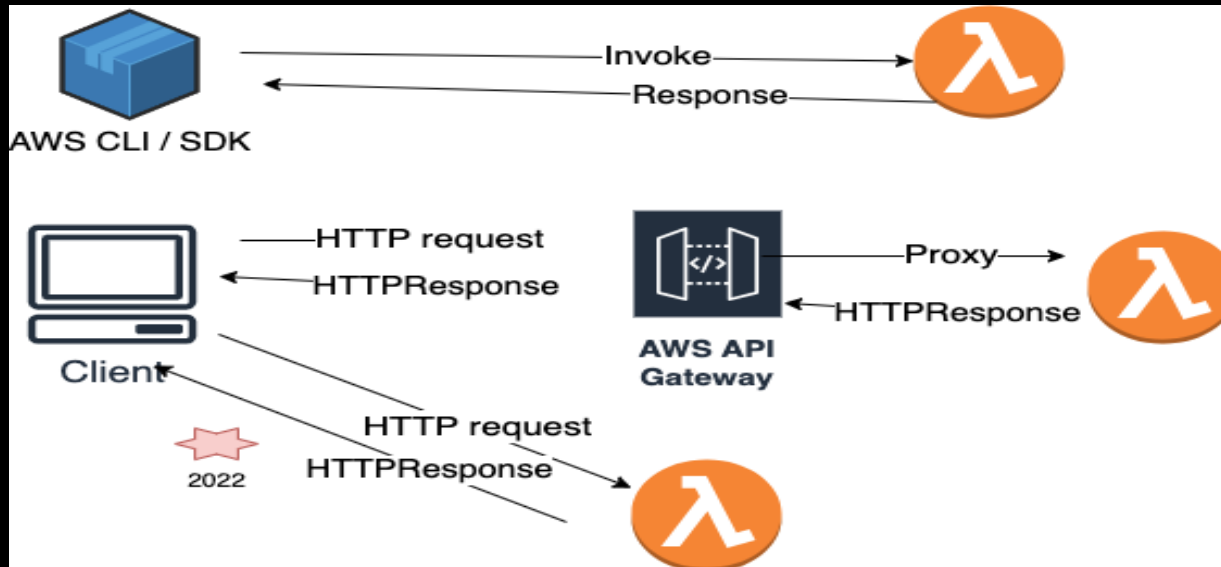 Invoke
Response
AWS CLI / SDK
HTTP request
HTTPResponse
</>
Proxy
HTTPResponse
AWS API
Gateway
Client
HTTP request
HTTPResponse
2022